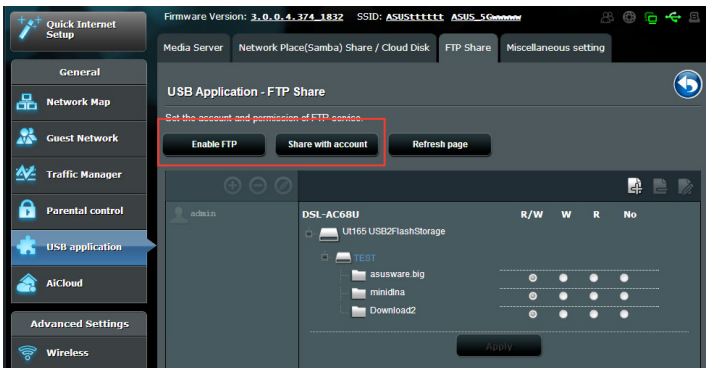 Quick Internet
Setup
Firmware Version: 3.0.0.4.374_1832 SSID: ASUStttttt ASUS_5Gwwwww
Media Server
Network Place(Samba) Share / Cloud Disk
FTP Share
Miscellaneous setting
General
Network Map
Guest Network
Traffic Manager
Parental control
USB application
AiCloud
Advanced Settings
Wireless
USB Application - FTP Share
Set the account and permission of FTP service.
Enable FTP
Share with account
Refresh page
admin
DSL-AC68U R/W W R No
Ut165 USB2FlashStorage
TEST
asusware.big
minidlna
Download2
Apply